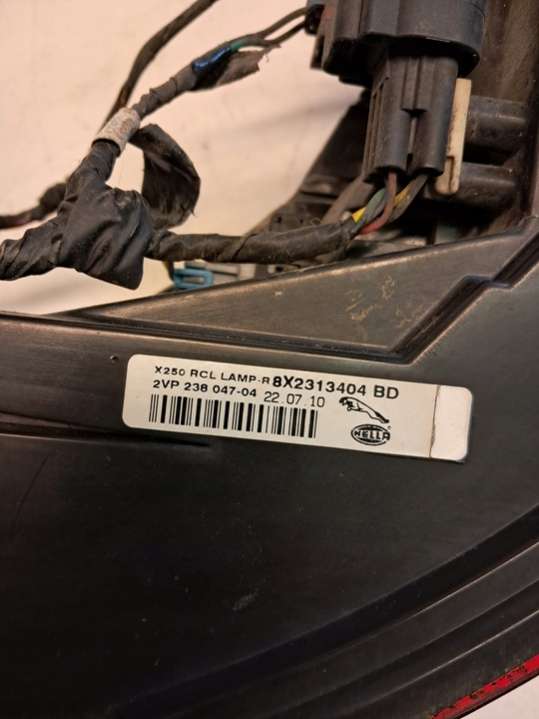 X250 RCL LAMP-R 8X2313404 BD
2VP 238 047-04 22.07.10
HELLA